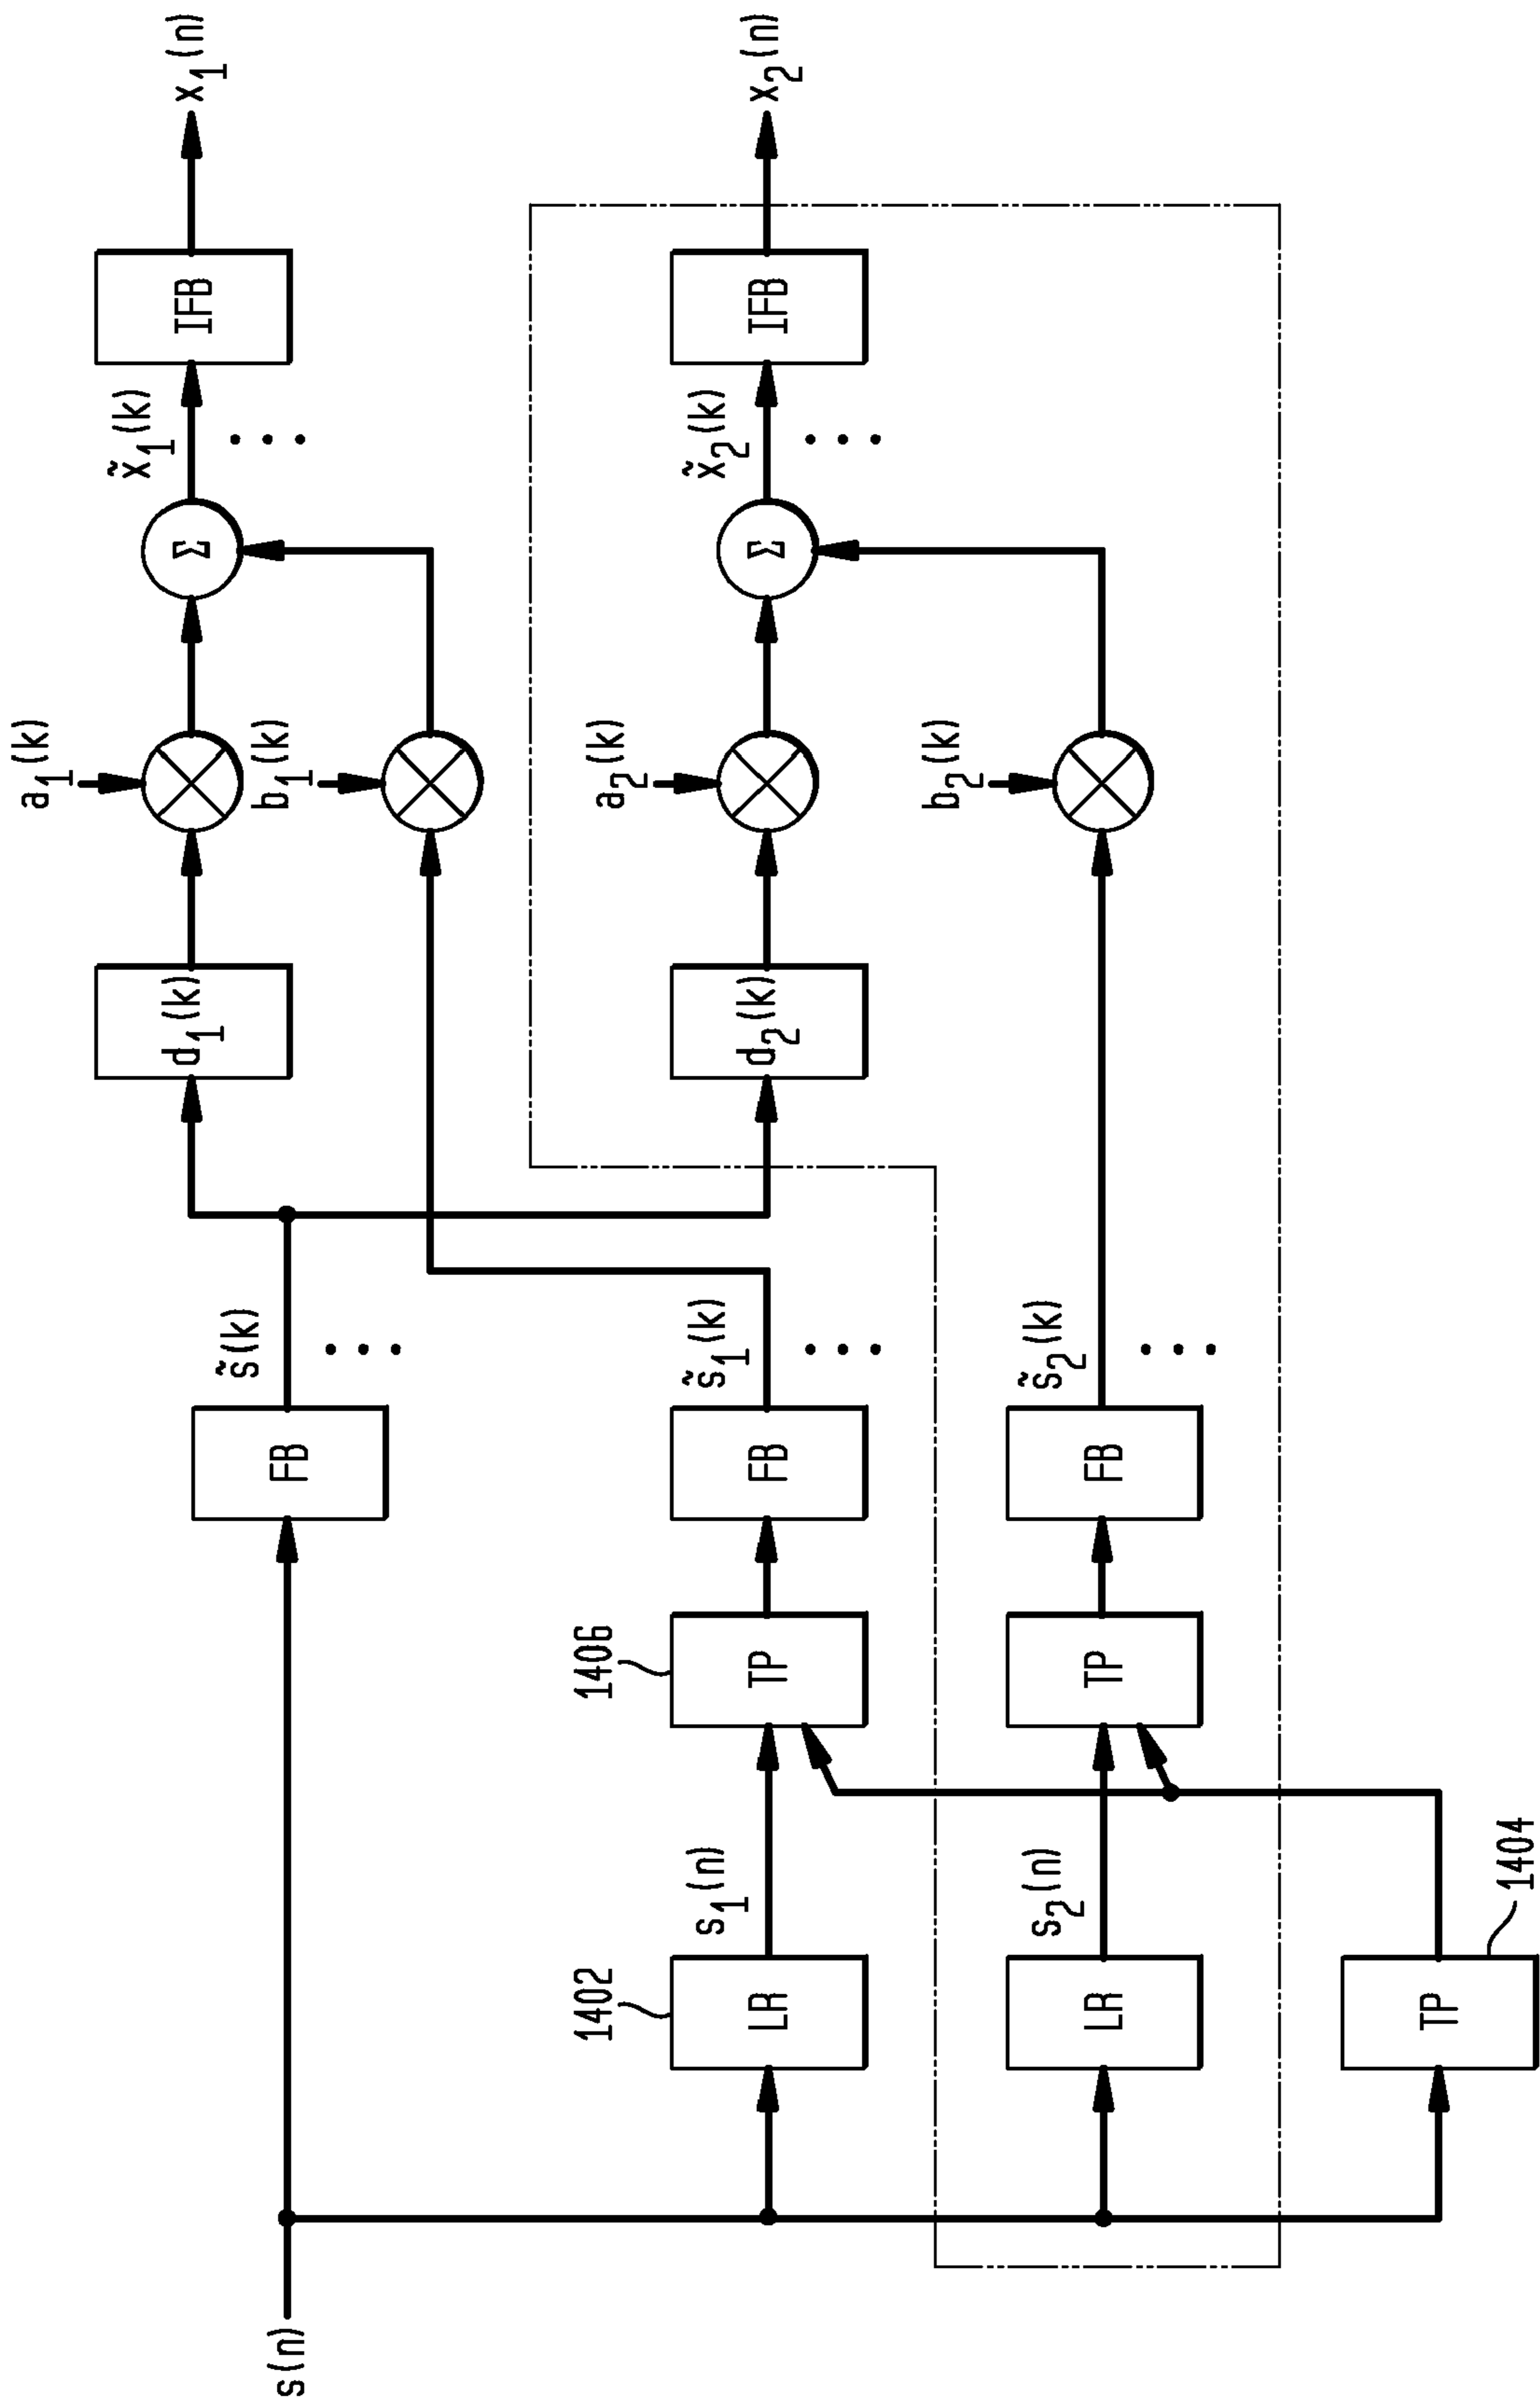 a1(k)
x̃1(k)
x1(n)
d1(k)
Σ
IFB
b1(k)
s̃(k)
FB
a2(k)
x̃2(k)
x2(n)
d2(k)
Σ
IFB
s(n)
1402
s1(n)
1406
s̃1(k)
LR
TP
FB
b2(k)
s2(n)
s̃2(k)
LR
TP
FB
TP
1404